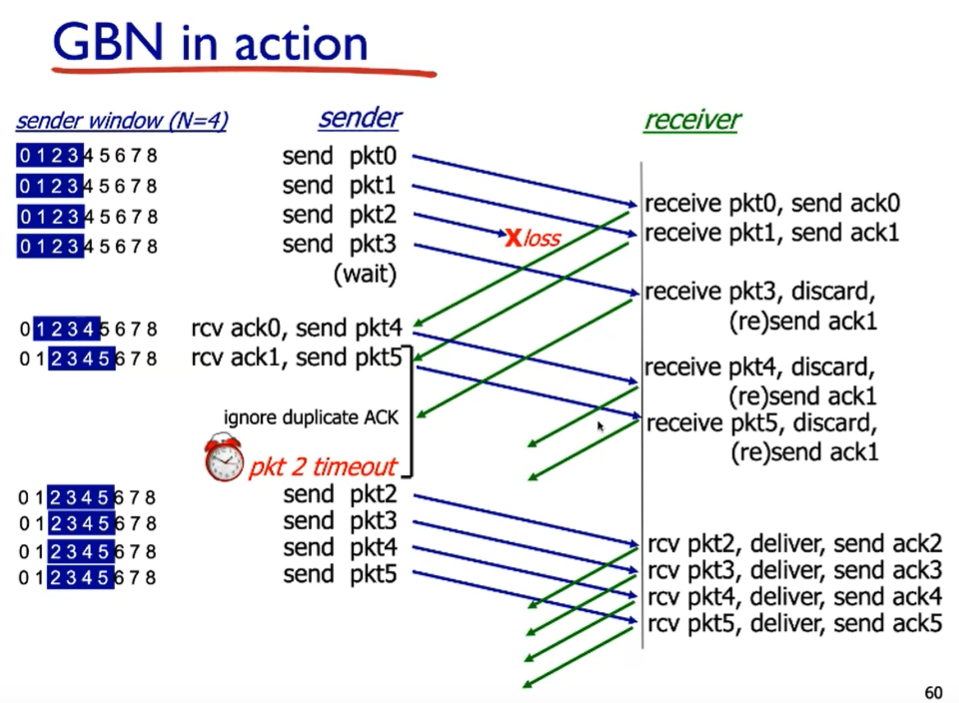 GBN in action
sender window (N=4)
sender
receiver
0 1 2 3 4 5 6 7 8
send pkt0
0 1 2 3 4 5 6 7 8
send pkt1
0 1 2 3 4 5 6 7 8
send pkt2
0 1 2 3 4 5 6 7 8
send pkt3
(wait)
X loss
receive pkt0, send ack0
receive pkt1, send ack1
receive pkt3, discard,
(re)send ack1
0 1 2 3 4 5 6 7 8
rcv ack0, send pkt4
0 1 2 3 4 5 6 7 8
rcv ack1, send pkt5
receive pkt4, discard,
(re)send ack1
receive pkt5, discard,
(re)send ack1
ignore duplicate ACK
pkt 2 timeout
0 1 2 3 4 5 6 7 8
send pkt2
0 1 2 3 4 5 6 7 8
send pkt3
0 1 2 3 4 5 6 7 8
send pkt4
0 1 2 3 4 5 6 7 8
send pkt5
rcv pkt2, deliver, send ack2
rcv pkt3, deliver, send ack3
rcv pkt4, deliver, send ack4
rcv pkt5, deliver, send ack5
60